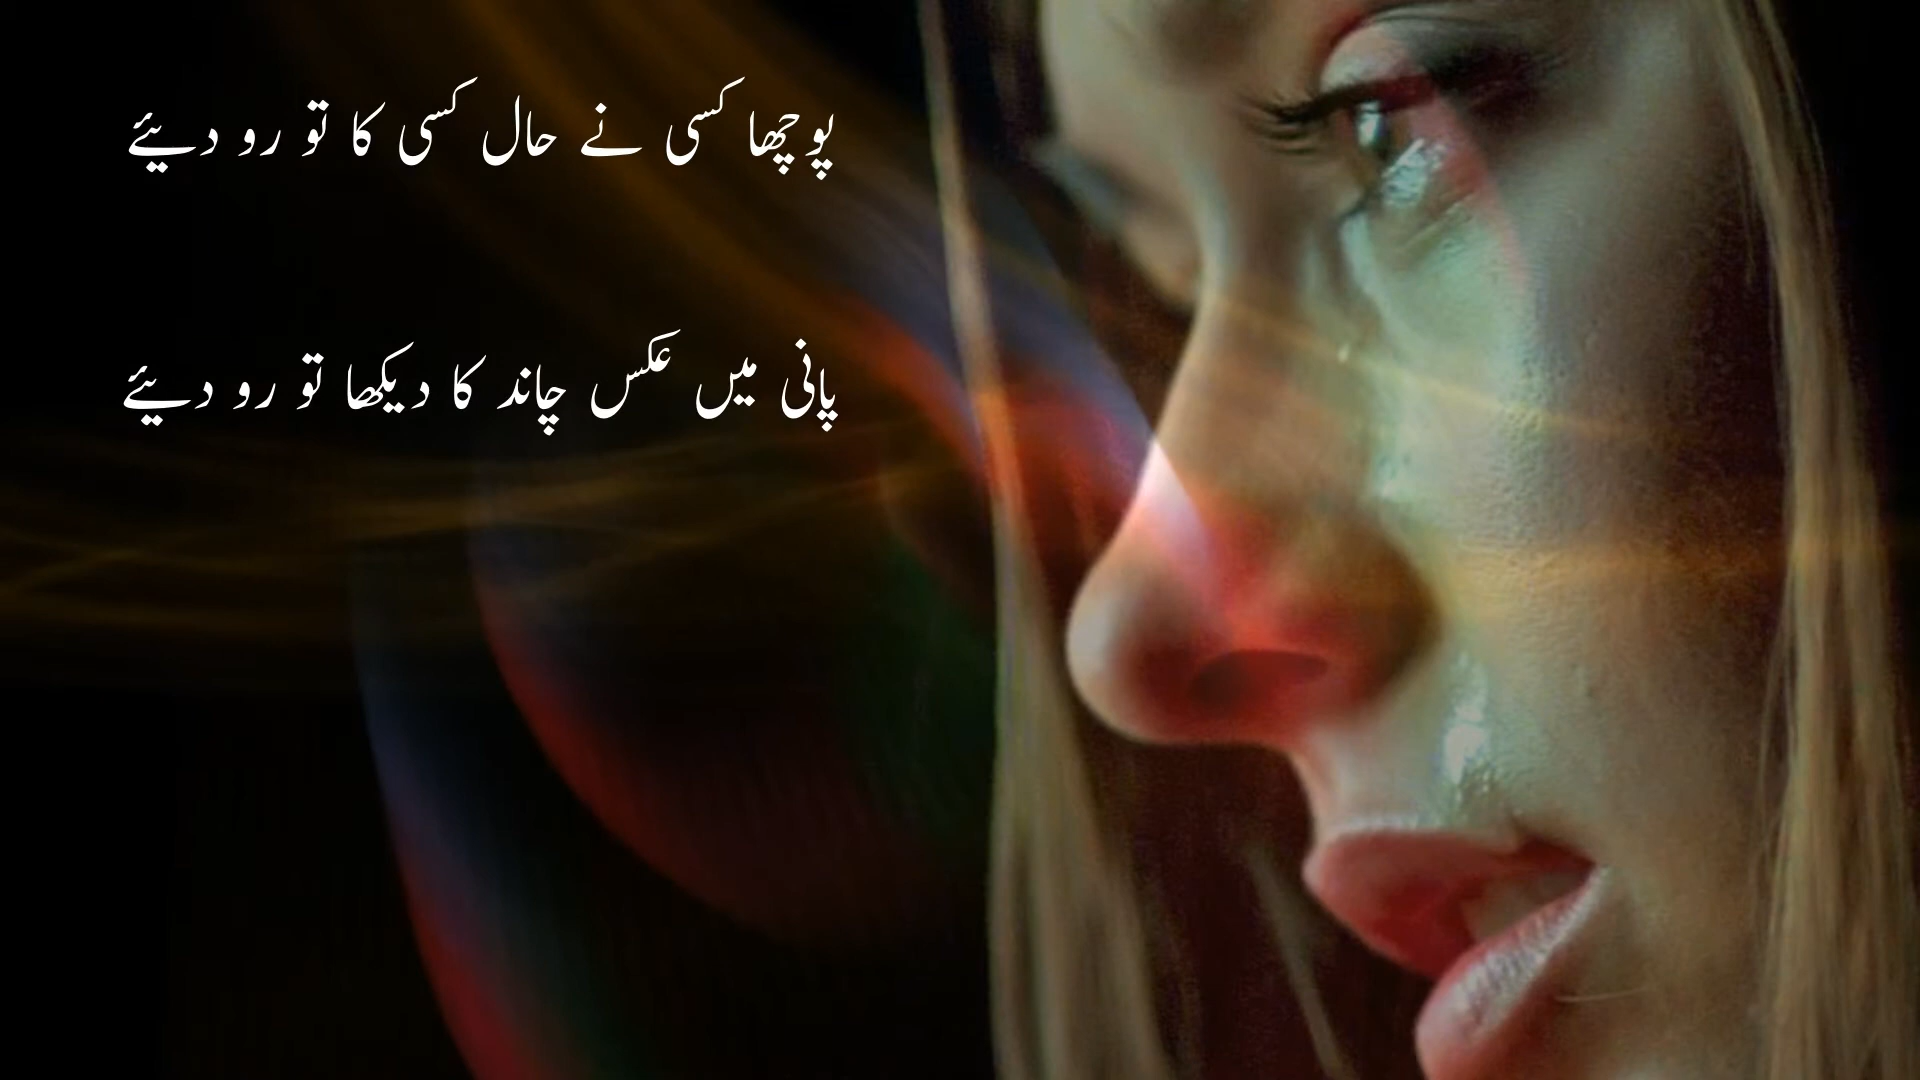 پوچھا کسی نے حال کسی کا تو رو دیئے
پانی میں عکس چاند کا دیکھا تو رو دیئے